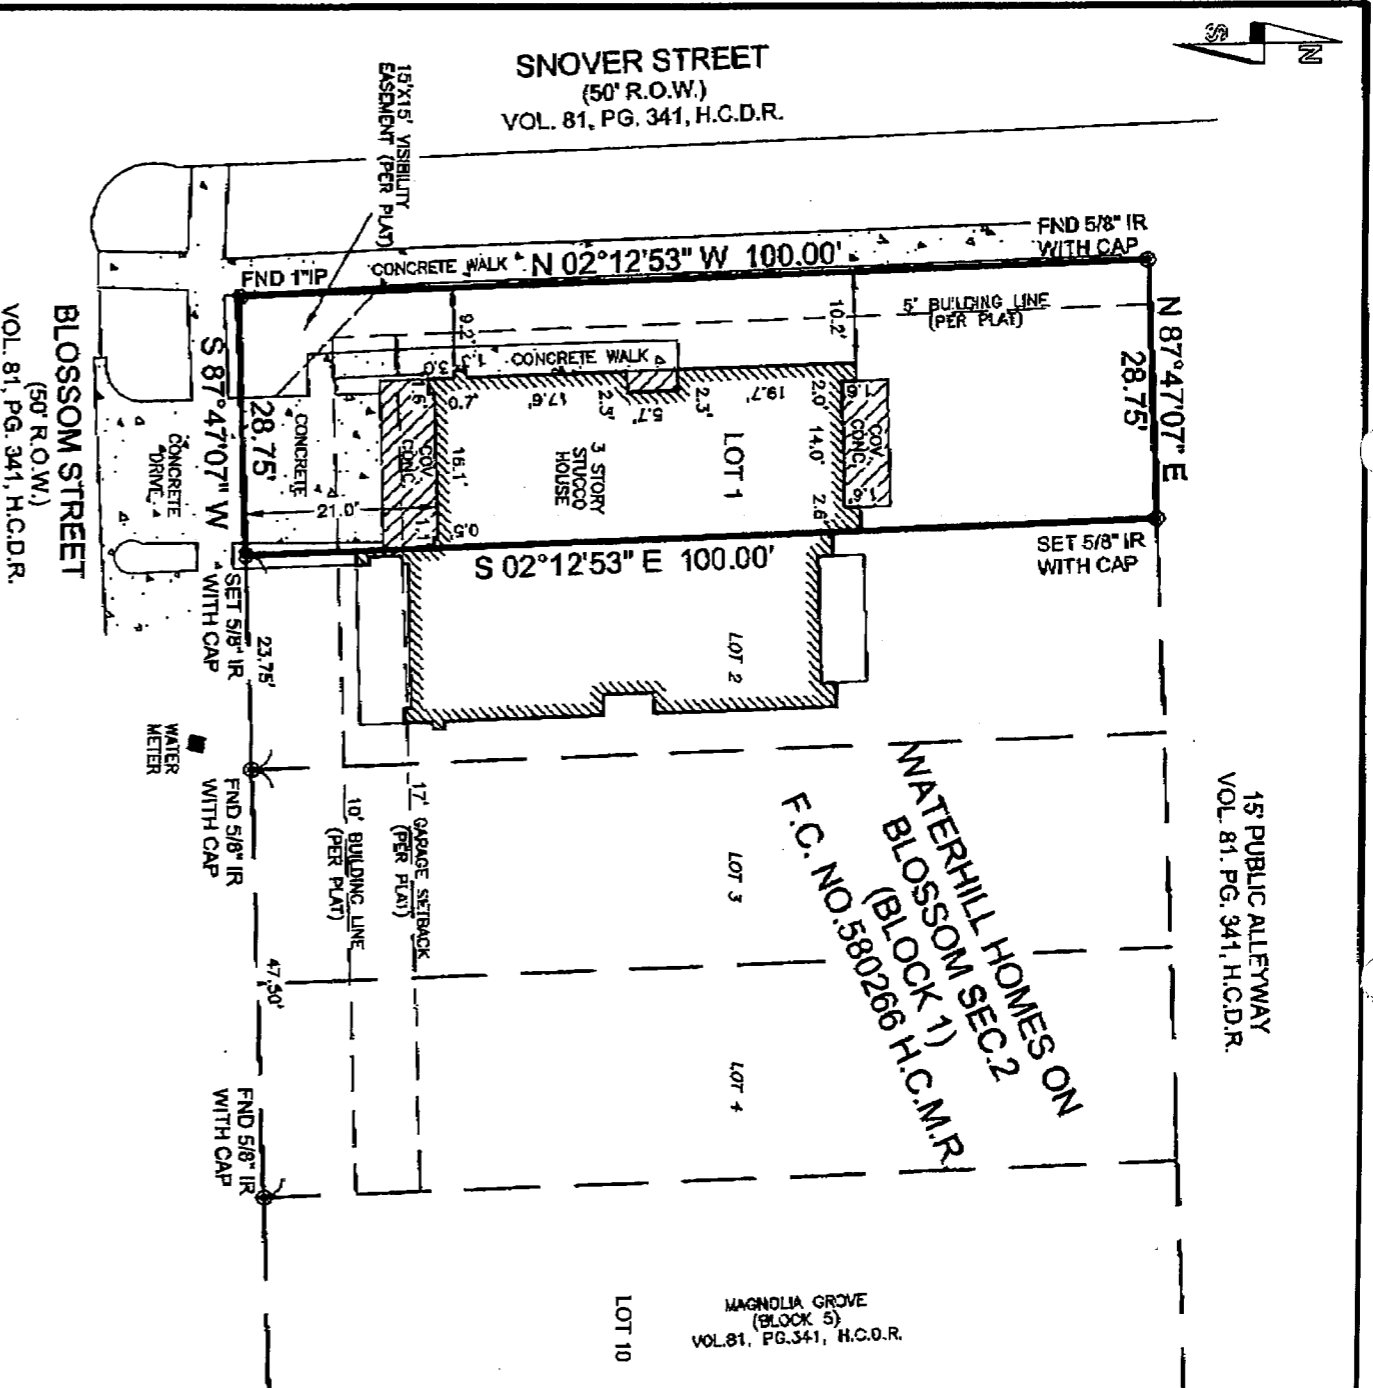 S
N
SNOVER STREET
(50' R.O.W.)
VOL. 81, PG. 341, H.C.D.R.
15'X15' VISIBILITY
EASEMENT (PER PLAT)
FND 5/8" IR
WITH CAP
FND 1"IP
CONCRETE WALK
N 02°12'53" W 100.00'
5' BUILDING LINE
(PER PLAT)
N 87°47'07" E
28.75'
9.2'
10.2'
1.3'
3.0'
CONCRETE WALK
1.6'
7.0'
17.6'
2.3'
5.7'
2.3'
19.7'
2.0'
1.6'
COV.
CONC.
14.0'
1.6'
2.6'
LOT 1
3 STORY
STUCCO
HOUSE
16.1'
COV.
CONC.
0.5'
S 87°47'07" W
28.75'
CONCRETE
21.0'
CONCRETE
DRIVE
BLOSSOM STREET
(50' R.O.W.)
VOL. 81, PG. 341, H.C.D.R.
S 02°12'53" E 100.00'
SET 5/8" IR
WITH CAP
SET 5/8" IR
WITH CAP
23.75'
LOT 2
WATER
METER
FND 5/8" IR
WITH CAP
17' GARAGE SETBACK
(PER PLAT)
10' BUILDING LINE
(PER PLAT)
LOT 3
WATERHILL HOMES ON
BLOSSOM SEC.2
(BLOCK 1)
F.C. NO.580266 H.C.M.R.
15' PUBLIC ALLEYWAY
VOL. 81. PG. 341, H.C.D.R.
47.50'
LOT 4
FND 5/8" IR
WITH CAP
LOT 10
MAGNOLIA GROVE
(BLOCK 5)
VOL.81, PG.341, H.C.D.R.